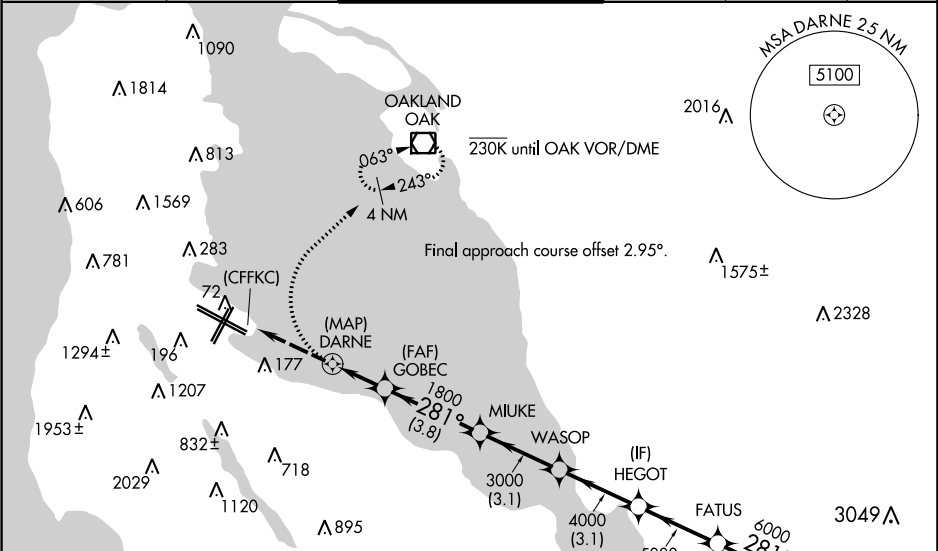 MSA DARNE 25 NM
5100
1090
1814
OAKLAND
OAK
2016
230K until OAK VOR/DME
063°
243°
4 NM
813
606
1569
Final approach course offset 2.95°.
781
283
1575±
(CFFKC)
72
2328
(MAP)
DARNE
1294±
196
177
(FAF)
GOBEC
1800
281°
(3.8)
1207
MIUKE
1953±
832±
WASOP
718
(IF)
HEGOT
2029
3000
(3.1)
1120
4000
(3.1)
FATUS
895
6000
3049
281°